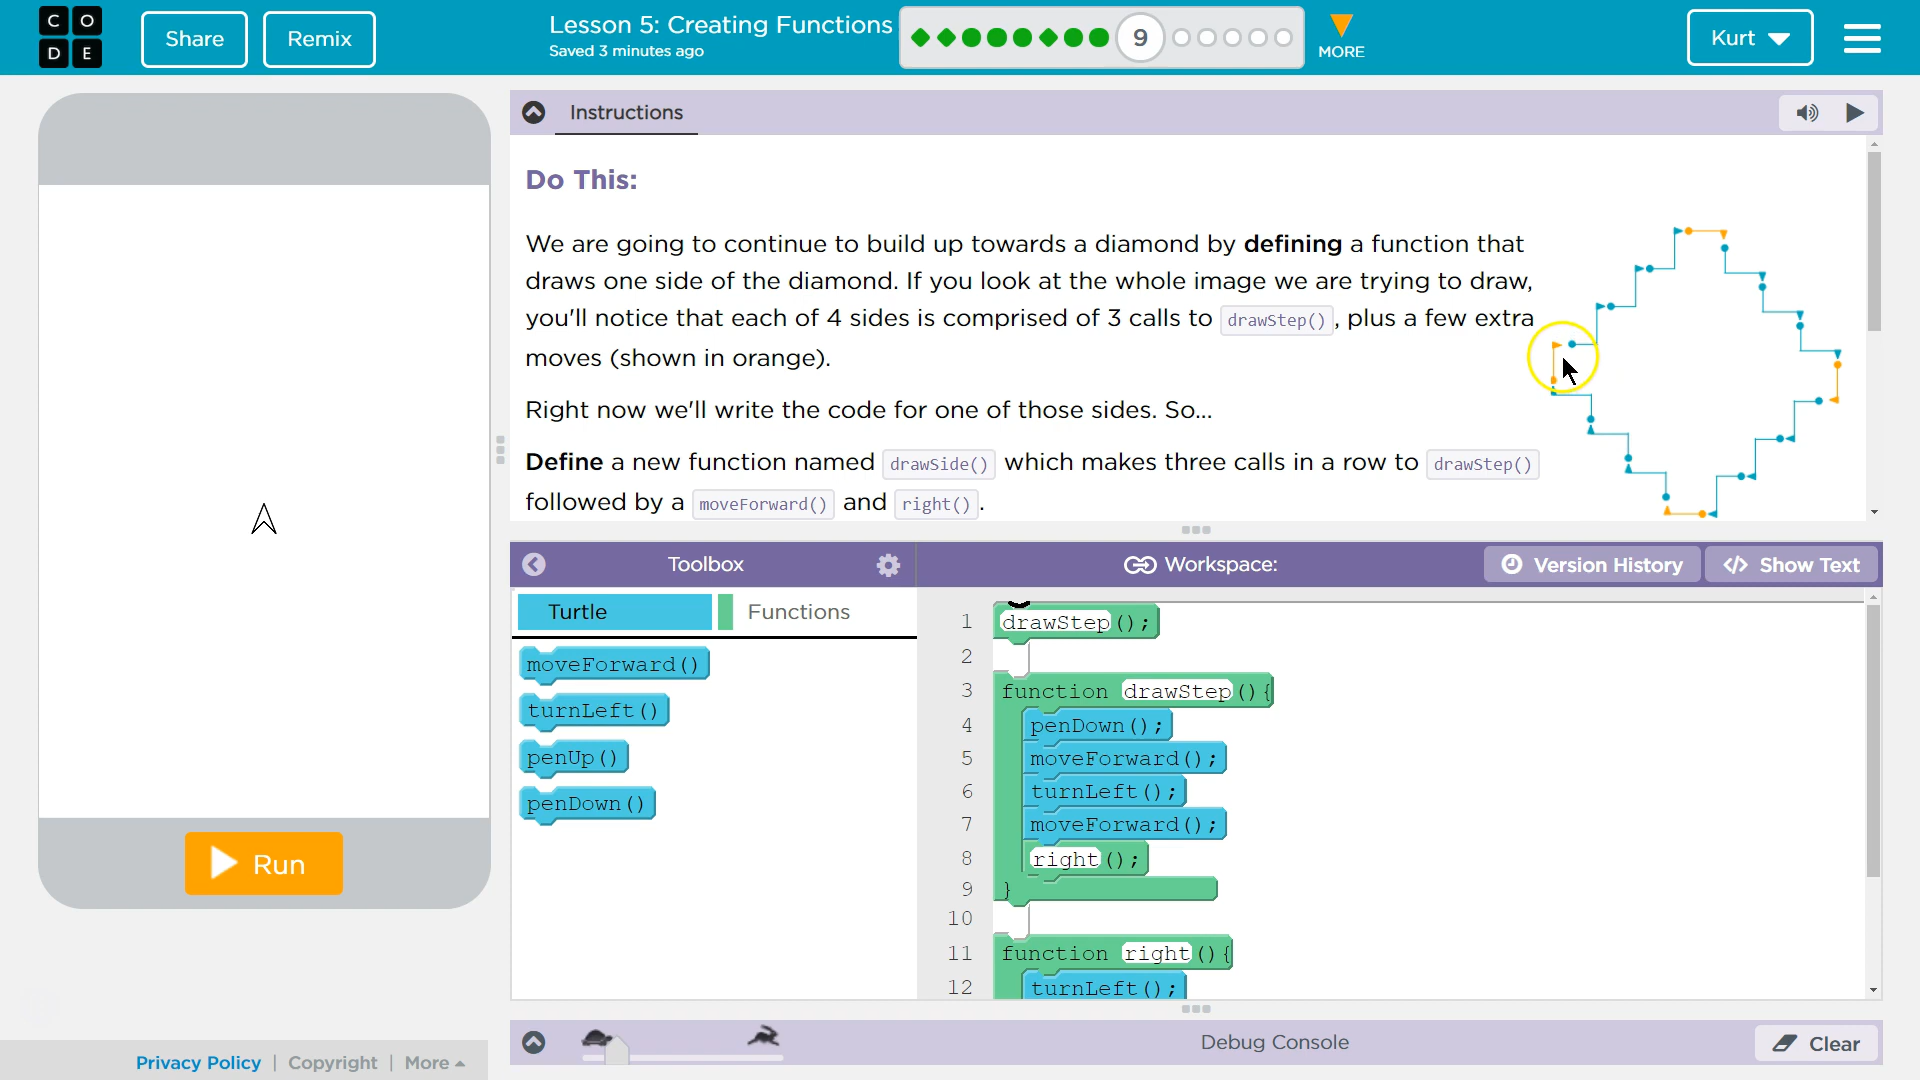 C O
D E
Share
Remix
Lesson 5: Creating Functions
Saved 3 minutes ago
9
MORE
Kurt
Instructions
Do This:
We are going to continue to build up towards a diamond by defining a function that
draws one side of the diamond. If you look at the whole image we are trying to draw,
you'll notice that each of 4 sides is comprised of 3 calls to drawStep() , plus a few extra
moves (shown in orange).
Right now we'll write the code for one of those sides. So...
Define a new function named drawSide() which makes three calls in a row to drawStep()
followed by a moveForward() and right() .
Toolbox
Workspace:
Version History
</> Show Text
Turtle
Functions
moveForward()
turnLeft()
penUp()
penDown()
1 drawStep();
2
3 function drawStep(){
4 penDown();
5 moveForward();
6 turnLeft();
7 moveForward();
8 right();
9 }
10
11 function right(){
12 turnLeft();
Run
Debug Console
Clear
Privacy Policy | Copyright | More